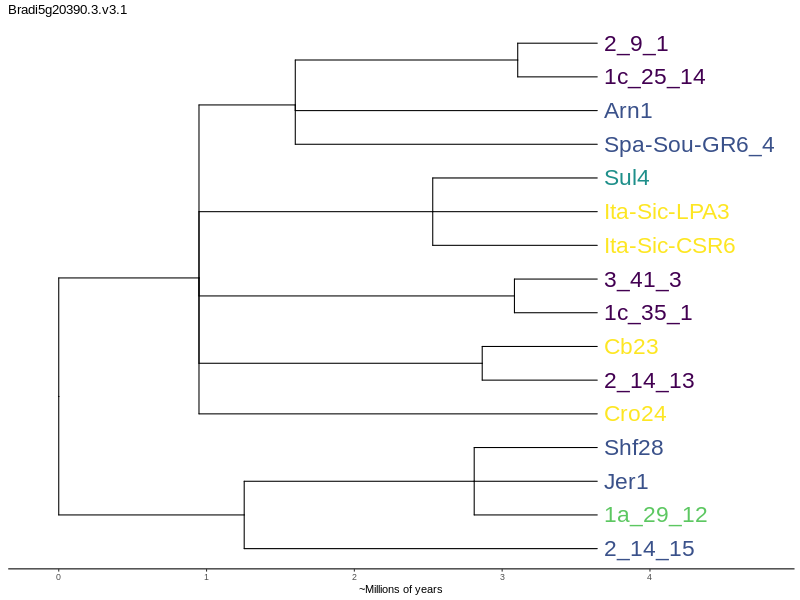 Bradi5g20390.3.v3.1
2_9_1
1c_25_14
Arn1
Spa-Sou-GR6_4
Sul4
Ita-Sic-LPA3
Ita-Sic-CSR6
3_41_3
1c_35_1
Cb23
2_14_13
Cro24
Shf28
Jer1
1a_29_12
2_14_15
0 1 2 3 4
~Millions of years